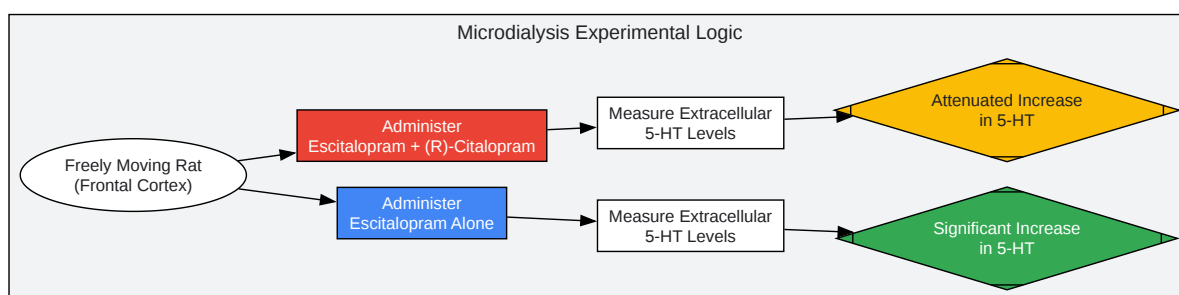 Microdialysis Experimental Logic
Freely Moving Rat
(Frontal Cortex)
Administer
Escitalopram + (R)-Citalopram
Measure Extracellular
5-HT Levels
Attenuated Increase
in 5-HT
Administer
Escitalopram Alone
Measure Extracellular
5-HT Levels
Significant Increase
in 5-HT